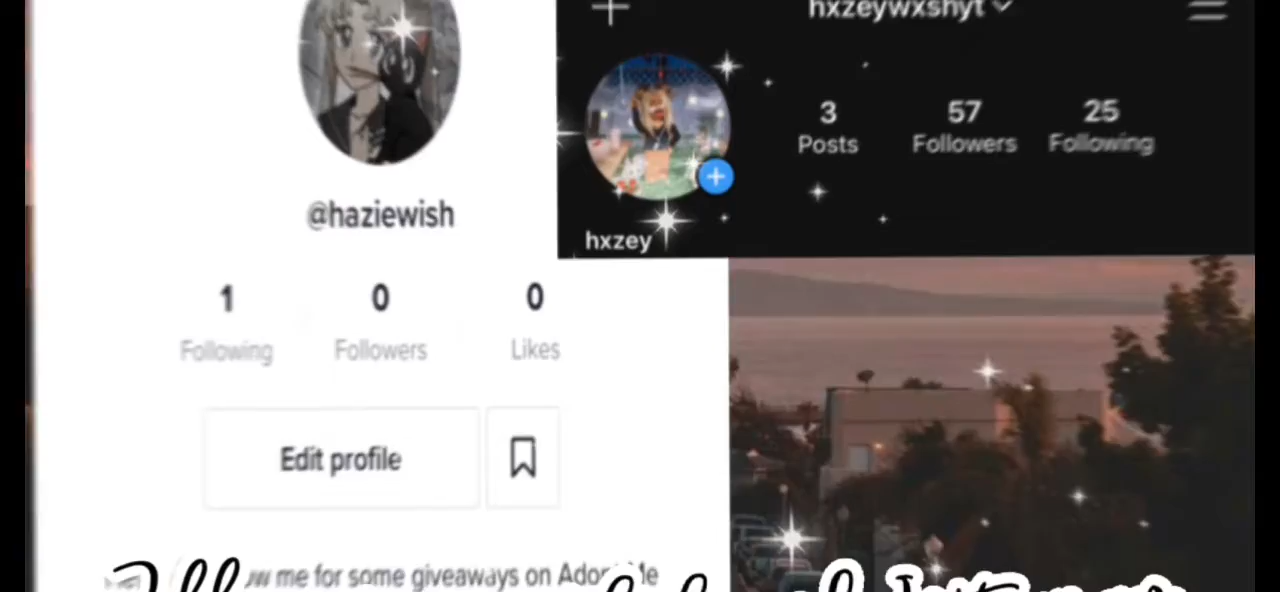 @haziewish
1 0 0
Following Followers Likes
Edit profile
me for some giveaways on
hxzeywxshyt
3 57 25
Posts Followers Following
hxzey